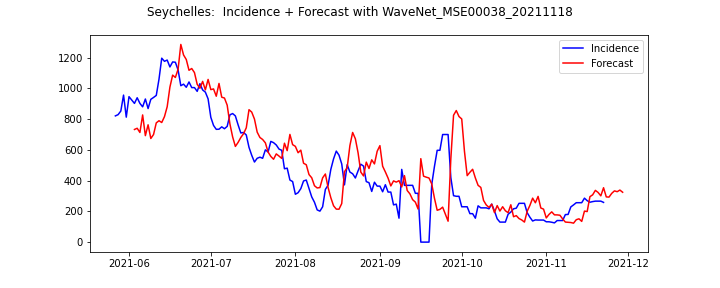 Seychelles:  Incidence + Forecast with WaveNet_MSE00038_20211118
Incidence
Forecast
1200
1000
800
600
400
200
0
2021-06 2021-07 2021-08 2021-09 2021-10 2021-11 2021-12